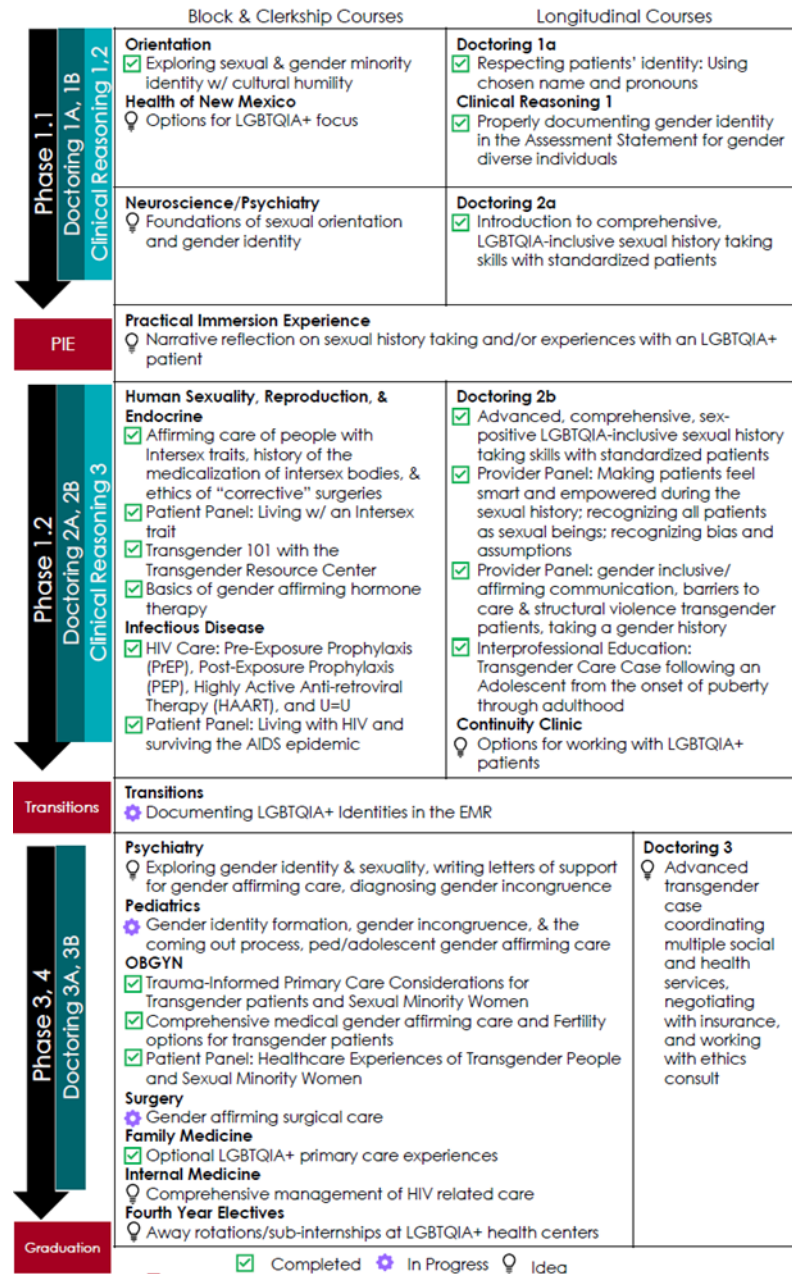 Block & Clerkship Courses
Longitudinal Courses
Phase 1.1
Doctoring 1A, 1B
Clinical Reasoning 1,2
Orientation
Exploring sexual & gender minority
identity w/ cultural humility
Health of New Mexico
Options for LGBTQIA+ focus
Doctoring 1a
Respecting patients' identity: Using
chosen name and pronouns
Clinical Reasoning 1
Properly documenting gender identity
in the Assessment Statement for gender
diverse individuals
Neuroscience/Psychiatry
Foundations of sexual orientation
and gender identity
Doctoring 2a
Introduction to comprehensive,
LGBTQIA-inclusive sexual history taking
skills with standardized patients
PIE
Practical Immersion Experience
Narrative reflection on sexual history taking and/or experiences with an LGBTQIA+
patient
Phase 1.2
Doctoring 2A, 2B
Clinical Reasoning 3
Human Sexuality, Reproduction, &
Endocrine
Affirming care of people with
Intersex traits, history of the
medicalization of intersex bodies, &
ethics of "corrective" surgeries
Patient Panel: Living w/ an Intersex
trait
Transgender 101 with the
Transgender Resource Center
Basics of gender affirming hormone
therapy
Infectious Disease
HIV Care: Pre-Exposure Prophylaxis
(PrEP), Post-Exposure Prophylaxis
(PEP), Highly Active Anti-retroviral
Therapy (HAART), and U=U
Patient Panel: Living with HIV and
surviving the AIDS epidemic
Doctoring 2b
Advanced, comprehensive, sex-
positive LGBTQIA-inclusive sexual history
taking skills with standardized patients
Provider Panel: Making patients feel
smart and empowered during the
sexual history; recognizing all patients
as sexual beings; recognizing bias and
assumptions
Provider Panel: gender inclusive/
affirming communication, barriers to
care & structural violence transgender
patients, taking a gender history
Interprofessional Education:
Transgender Care Case following an
Adolescent from the onset of puberty
through adulthood
Continuity Clinic
Options for working with LGBTQIA+
patients
Transitions
Transitions
Documenting LGBTQIA+ Identities in the EMR
Phase 3, 4
Doctoring 3A, 3B
Psychiatry
Exploring gender identity & sexuality, writing letters of support
for gender affirming care, diagnosing gender incongruence
Pediatrics
Gender identity formation, gender incongruence, & the
coming out process, ped/adolescent gender affirming care
OBGYN
Trauma-Informed Primary Care Considerations for
Transgender patients and Sexual Minority Women
Comprehensive medical gender affirming care and Fertility
options for transgender patients
Patient Panel: Healthcare Experiences of Transgender People
and Sexual Minority Women
Surgery
Gender affirming surgical care
Family Medicine
Optional LGBTQIA+ primary care experiences
Internal Medicine
Comprehensive management of HIV related care
Fourth Year Electives
Away rotations/sub-internships at LGBTQIA+ health centers
Doctoring 3
Advanced
transgender
case
coordinating
multiple social
and health
services,
negotiating
with insurance,
and working
with ethics
consult
Graduation
Completed
In Progress
Idea